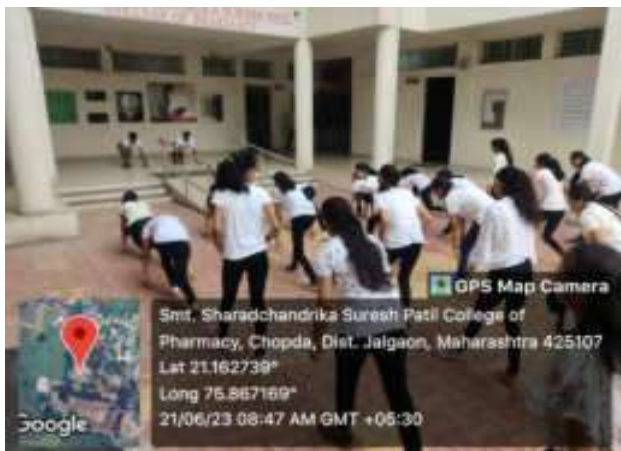 GPS Map Camera
Smt. Sharadchandrika Suresh Patil College of
Pharmacy, Chopda, Dist. Jalgaon, Maharashtra 425107
Lat 21.162739°
Long 75.867169°
21/06/23 08:47 AM GMT +05:30
Google